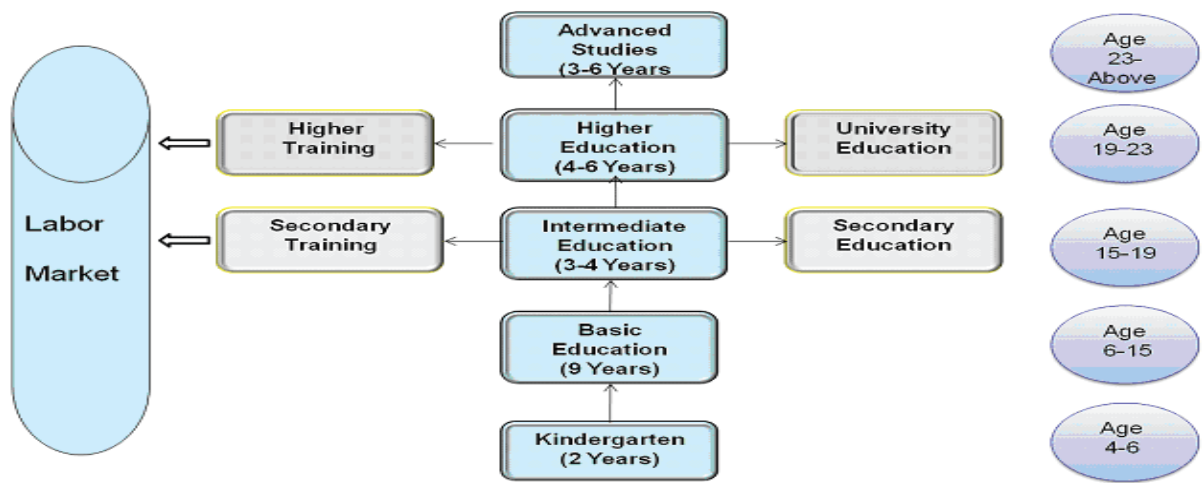 Advanced
Studies
(3-6 Years
Age
23-
Above
Higher
Training
Higher
Education
(4-6 Years)
University
Education
Age
19-23
Labor
Market
Secondary
Training
Intermediate
Education
(3-4 Years)
Secondary
Education
Age
15-19
Basic
Education
(9 Years)
Age
6-15
Kindergarten
(2 Years)
Age
4-6